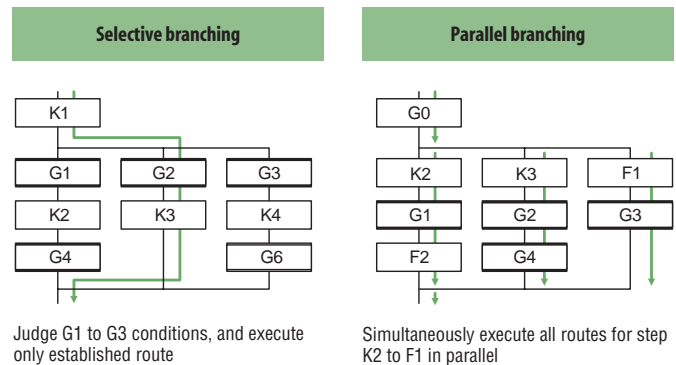 Selective branching
Parallel branching
K1
G1 G2 G3
K2 K3 K4
G4 G6
G0
K2 K3 F1
G1 G2 G3
F2 G4
Judge G1 to G3 conditions, and execute
only established route
Simultaneously execute all routes for step
K2 to F1 in parallel